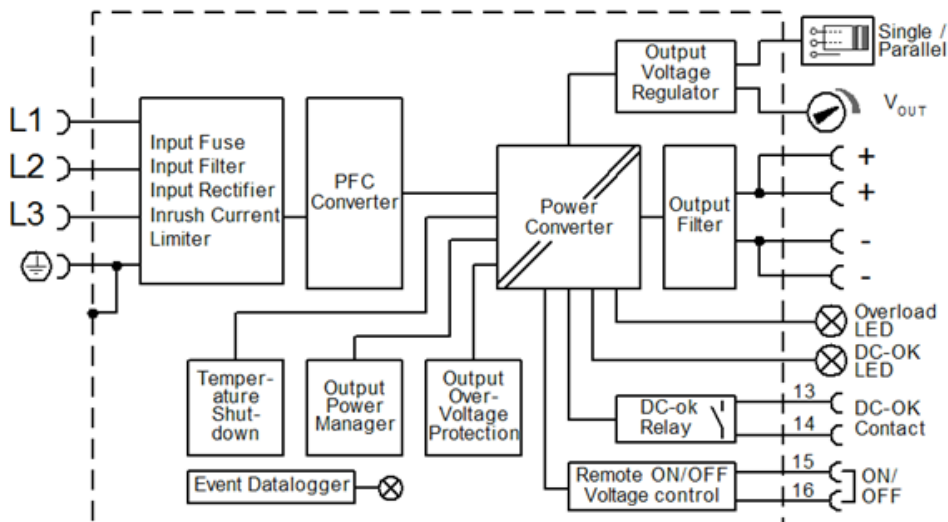 L1
L2
L3
Input Fuse
Input Filter
Input Rectifier
Inrush Current
Limiter
PFC
Converter
Output
Voltage
Regulator
Single /
Parallel
VOUT
Power
Converter
Output
Filter
+
+
-
-
Overload
LED
DC-OK
LED
Temper-
ature
Shut-
down
Output
Power
Manager
Output
Over-
Voltage
Protection
DC-ok
Relay
13
14
DC-OK
Contact
Event Datalogger
Remote ON/OFF
Voltage control
15
16
ON/
OFF